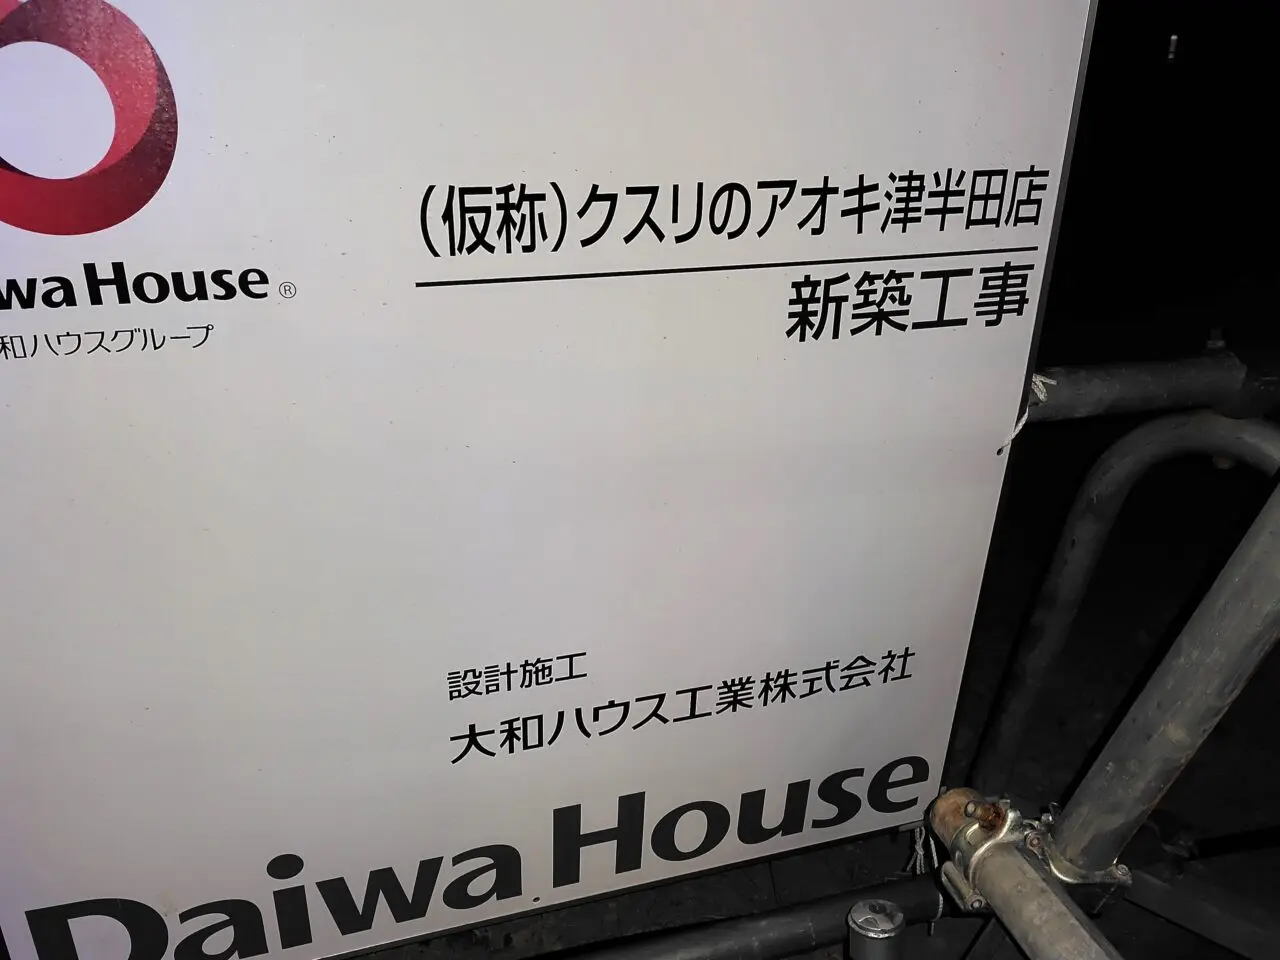 iwa House®
和ハウスグループ
(仮称)クスリのアオキ津半田店
新築工事
設計施工
大和ハウス工業株式会社
Daiwa House